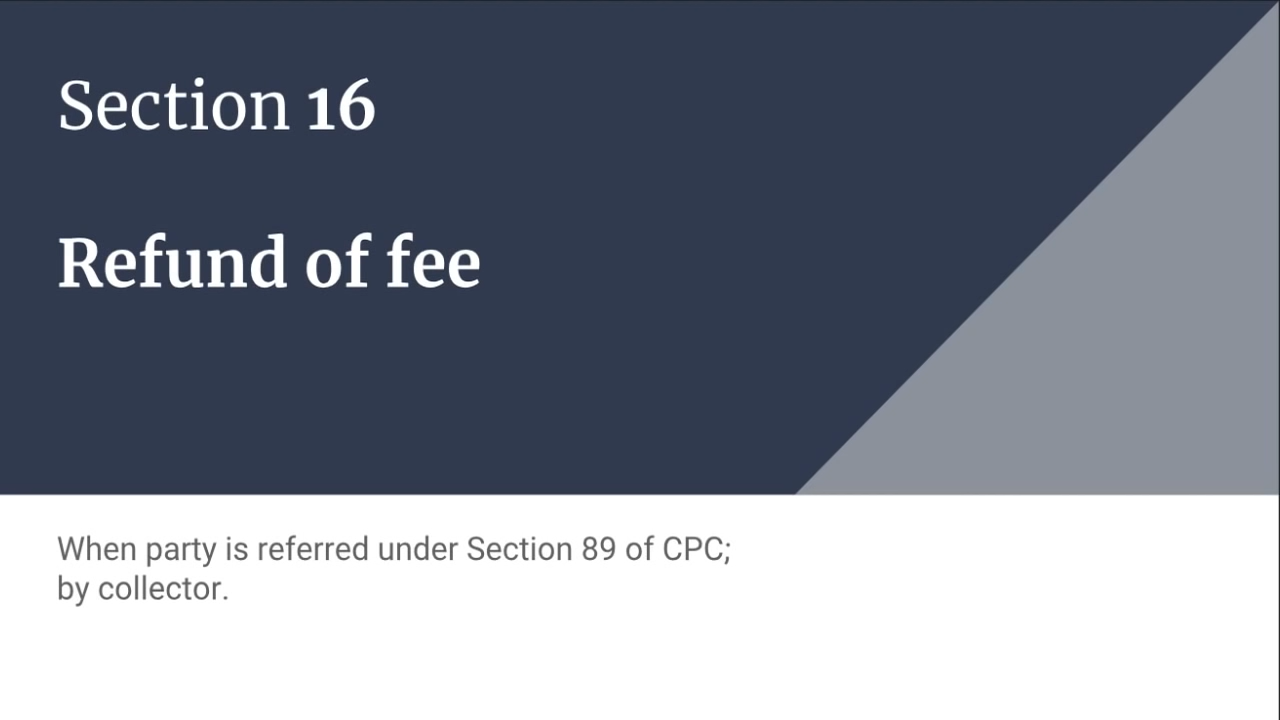 Section 16
Refund of fee
When party is referred under Section 89 of CPC;
by collector.